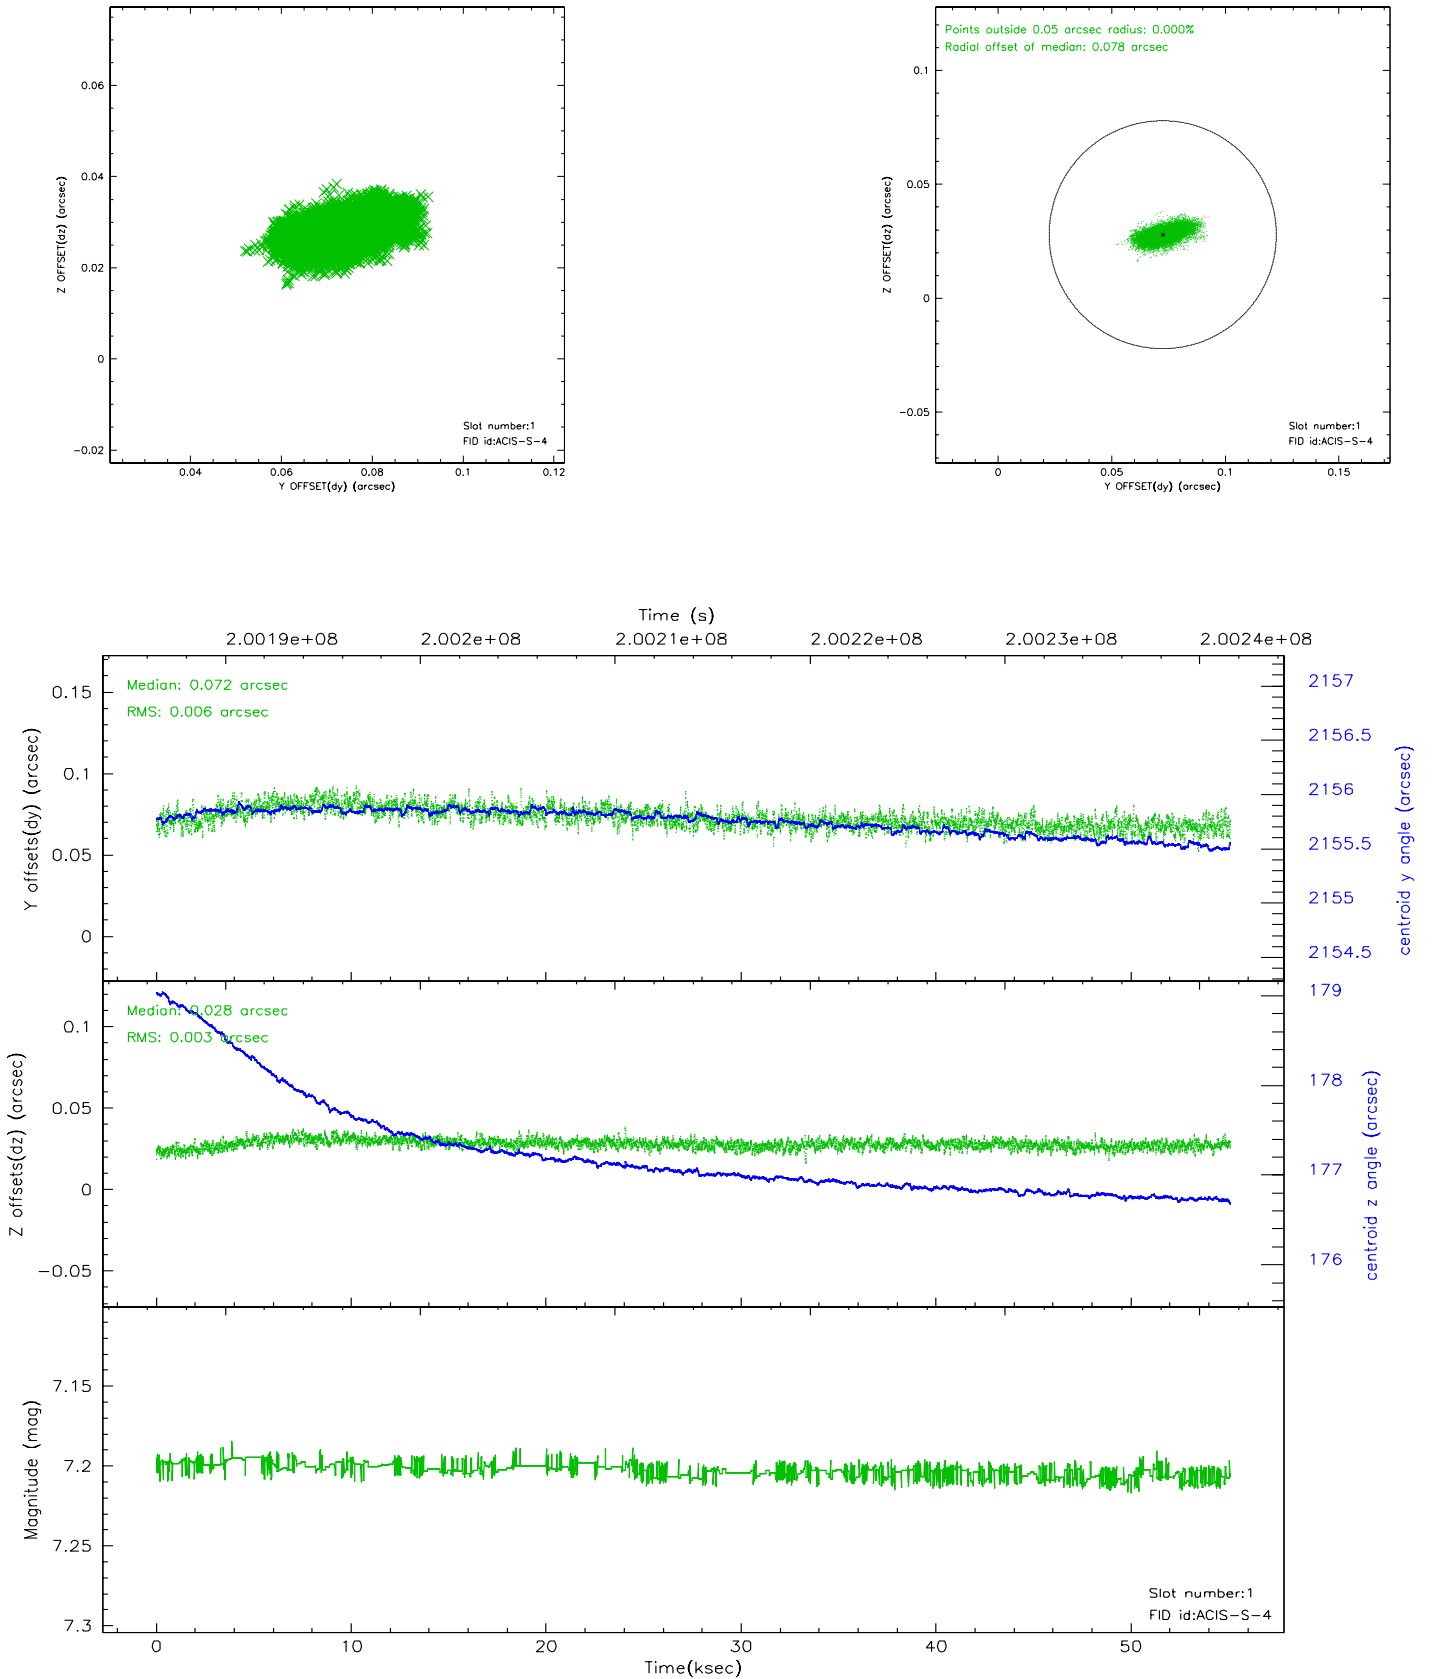 0.06
0.04
0.02
0
-0.02
Z OFFSET(dz) (arcsec)
0.04
0.06
0.08
0.1
0.12
Y OFFSET(dy) (arcsec)
Slot number:1
FID id:ACIS-S-4
Points outside 0.05 arcsec radius: 0.000%
Radial offset of median: 0.078 arcsec
0.1
0.05
0
-0.05
Z OFFSET(dz) (arcsec)
0
0.05
0.1
0.15
Y OFFSET(dy) (arcsec)
Slot number:1
FID id:ACIS-S-4
Time (s)
2.0019e+08
2.002e+08
2.0021e+08
2.0022e+08
2.0023e+08
2.0024e+08
Median: 0.072 arcsec
RMS: 0.006 arcsec
0.15
0.1
0.05
0
Y offsets(dy) (arcsec)
2157
2156.5
2156
2155.5
2155
2154.5
centroid y angle (arcsec)
Median: 0.028 arcsec
RMS: 0.003 arcsec
0.1
0.05
0
-0.05
Z offsets(dz) (arcsec)
179
178
177
176
centroid z angle (arcsec)
7.15
7.2
7.25
7.3
Magnitude (mag)
Slot number:1
FID id:ACIS-S-4
0
10
20
30
40
50
Time(ksec)